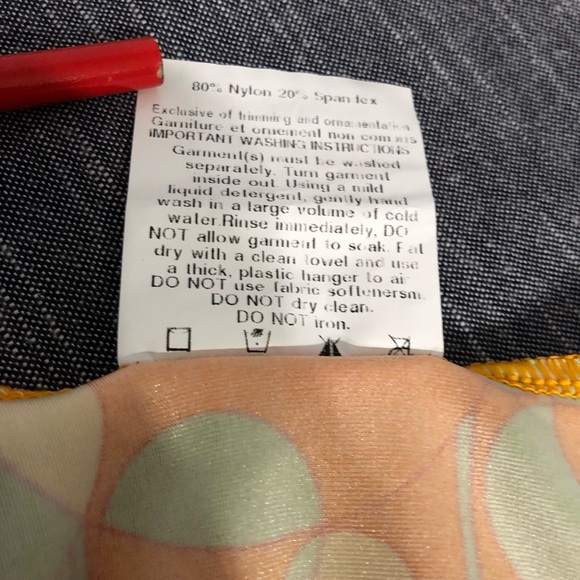 80% Nylon 20% Spandex
Exclusive of trimming and ornamentation
Garniture et ornement non compris
IMPORTANT WASHING INSTRUCTIONS
Garment(s) must be washed
separately. Turn garment
inside out. Using a mild
liquid detergent, gently hand
wash in a large volume of cold
water.Rinse immediately, DO
NOT allow garment to soak. Pat
dry with a clean towel and use
a thick, plastic hanger to air
DO NOT use fabric softenersm.
DO NOT dry clean.
DO NOT iron.